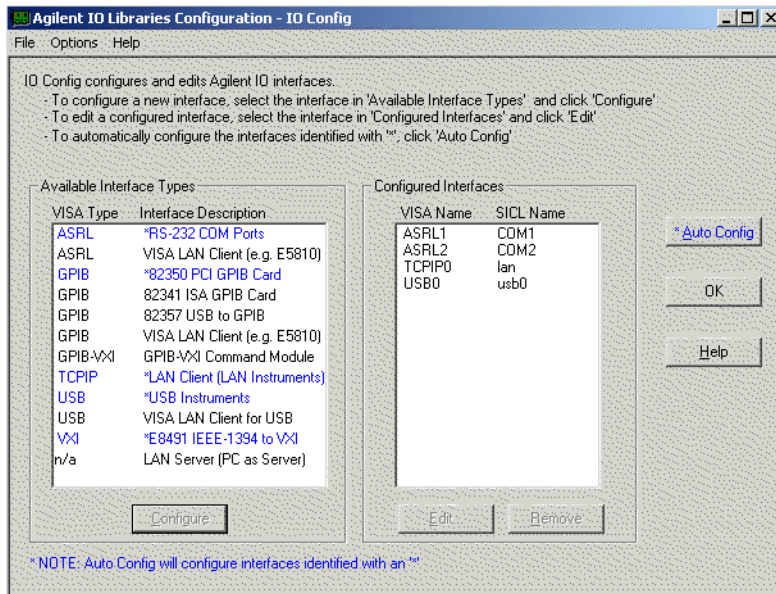 Agilent IO Libraries Configuration - IO Config
File Options Help
IO Config configures and edits Agilent IO interfaces.
- To configure a new interface, select the interface in 'Available Interface Types' and click 'Configure'
- To edit a configured interface, select the interface in 'Configured Interfaces' and click 'Edit'
- To automatically configure the interfaces identified with '*', click 'Auto Config'
Available Interface Types
VISA Type Interface Description
ASRL *RS-232 COM Ports
ASRL VISA LAN Client (e.g. E5810)
GPIB *82350 PCI GPIB Card
GPIB 82341 ISA GPIB Card
GPIB 82357 USB to GPIB
GPIB VISA LAN Client (e.g. E5810)
GPIB-VXI GPIB-VXI Command Module
TCPIP *LAN Client (LAN Instruments)
USB *USB Instruments
USB VISA LAN Client for USB
VXI *E8491 IEEE-1394 to VXI
n/a LAN Server (PC as Server)
Configure
Configured Interfaces
VISA Name SICL Name
ASRL1 COM1
ASRL2 COM2
TCPIP0 lan
USB0 usb0
Edit Remove
* Auto Config
OK
Help
* NOTE: Auto Config will configure interfaces identified with an '*'